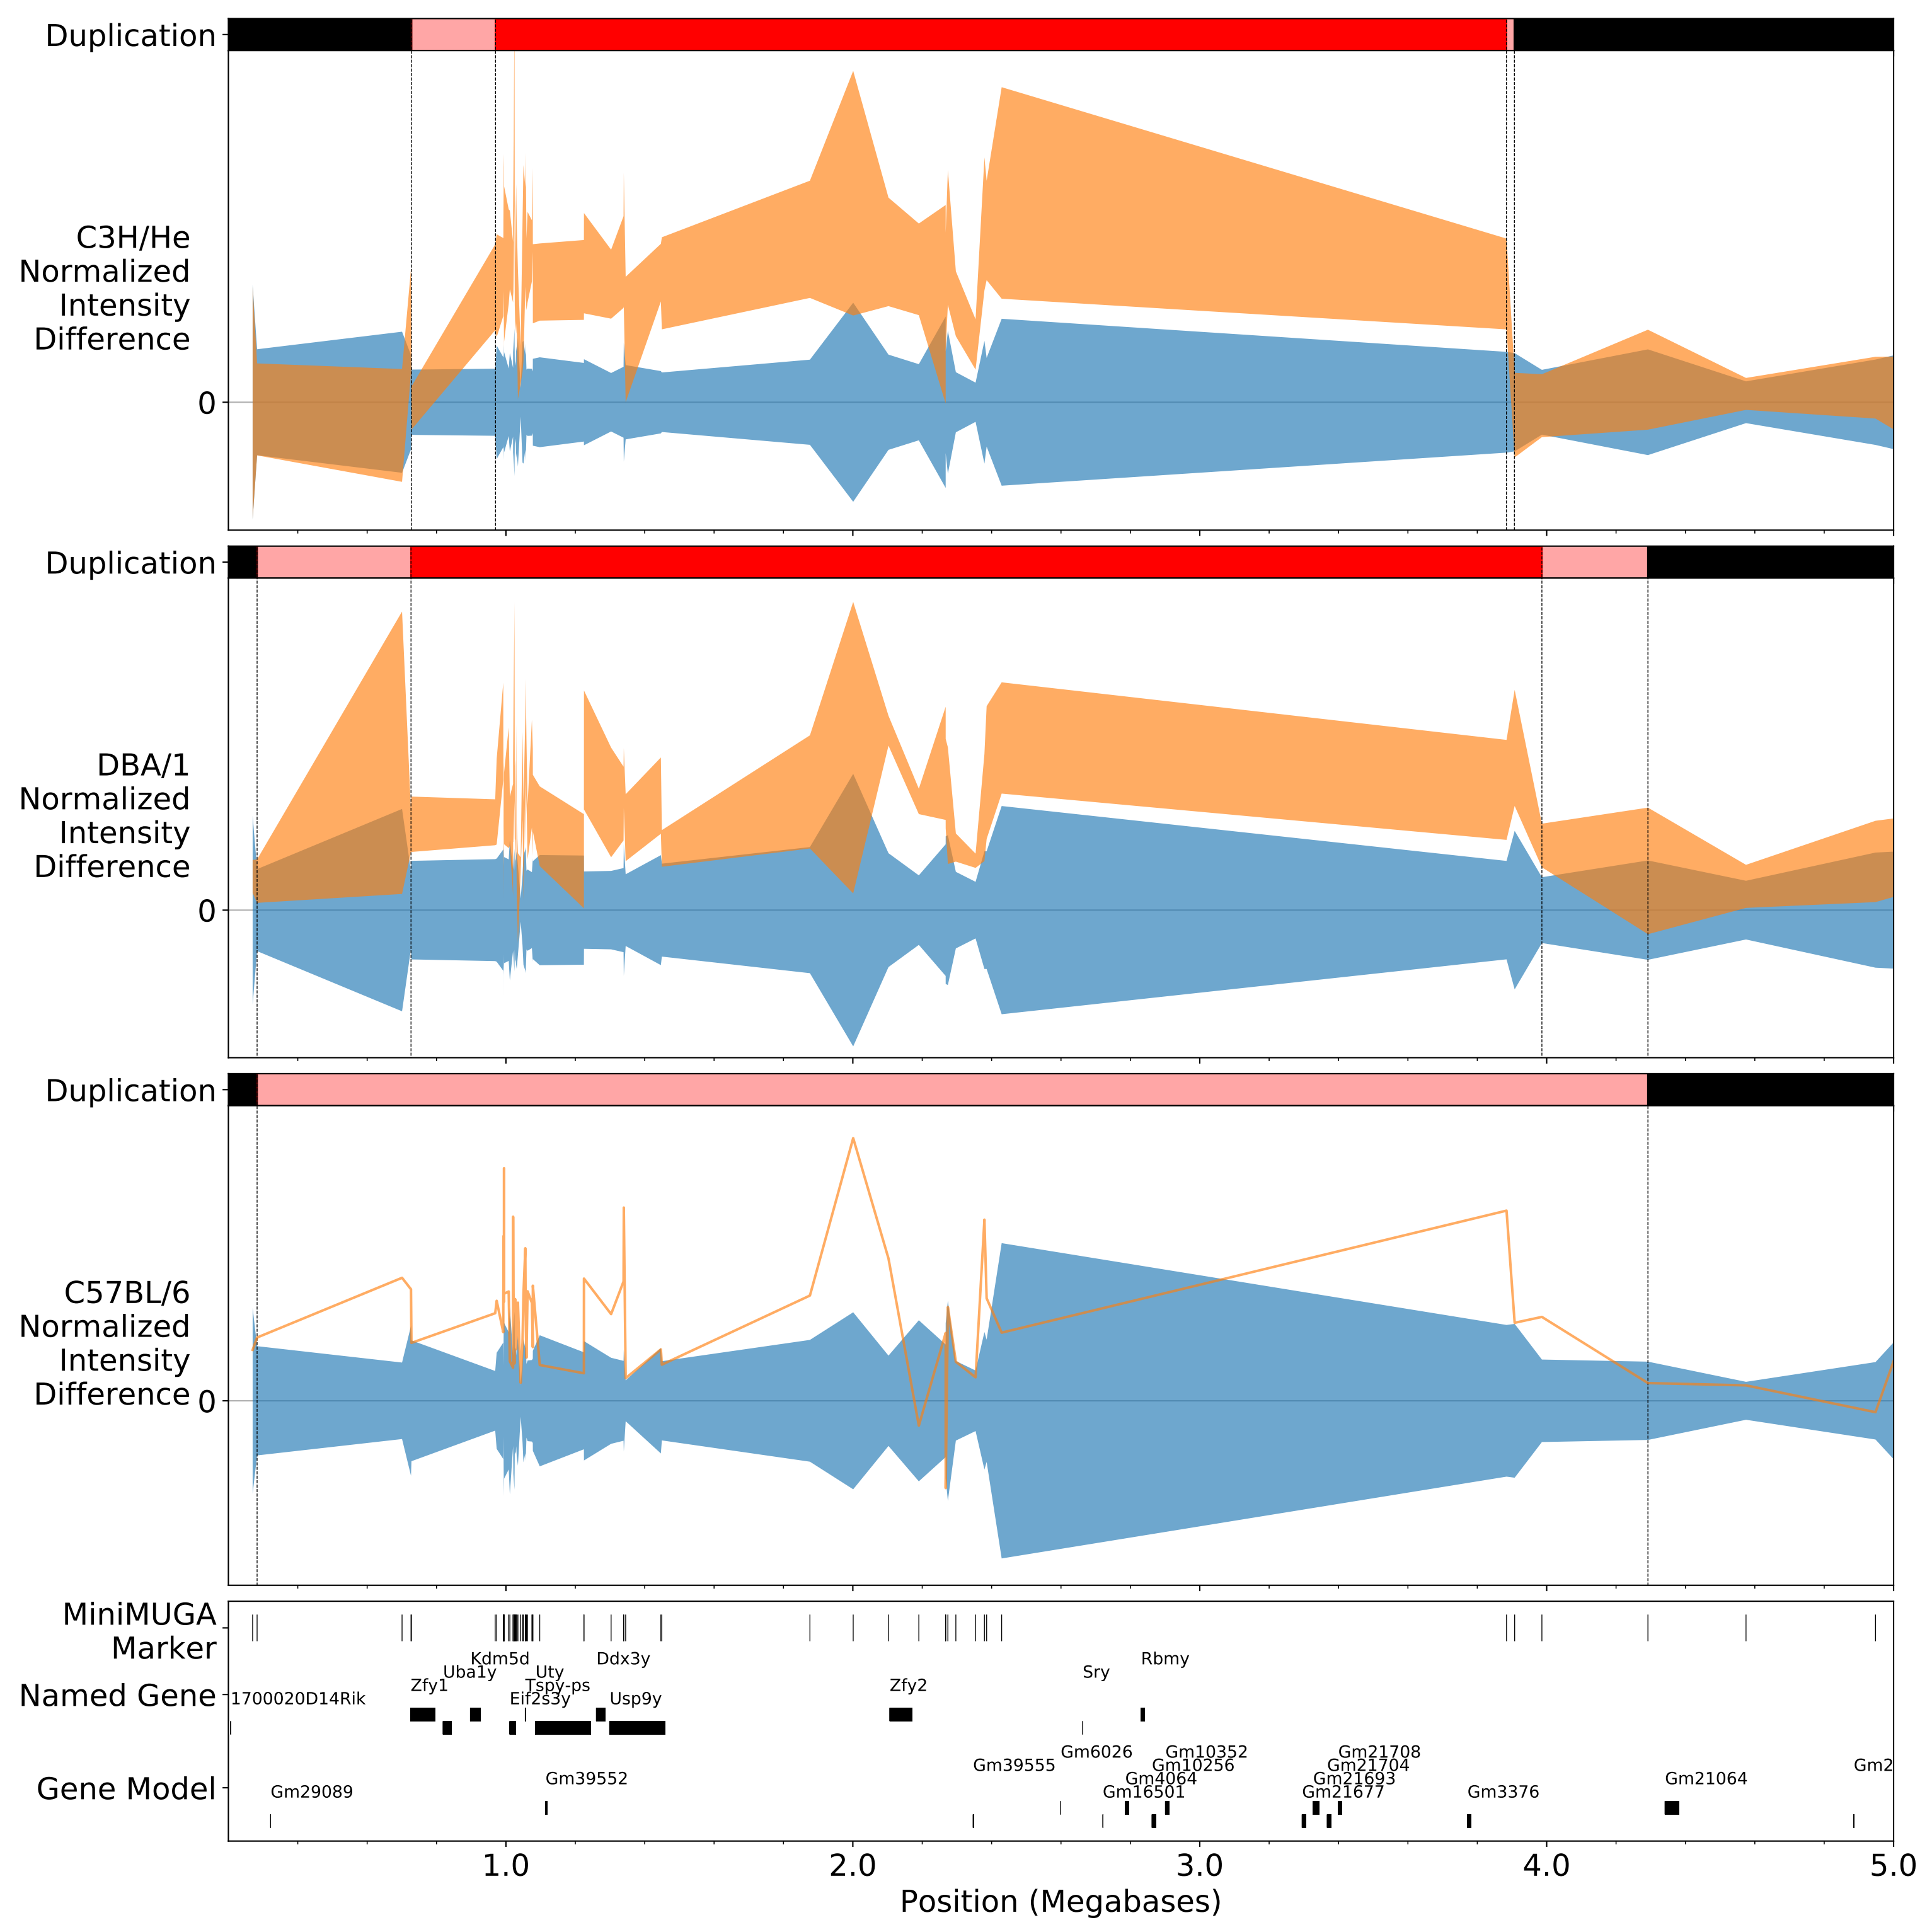 Duplication
C3H/He
Normalized
Intensity
Difference
0
Duplication
DBA/1
Normalized
Intensity
Difference
0
Duplication
C57BL/6
Normalized
Intensity
Difference
0
MiniMUGA
Marker
Kdm5d Ddx3y Rbmy
Uba1y Uty Sry
Zfy1 Tspy-ps Zfy2
Named Gene
1700020D14Rik Eif2s3y Usp9y
Gm6026 Gm10352 Gm21708
Gm39555 Gm10256 Gm21704 Gm2
Gm39552 Gm4064 Gm21693 Gm21064
Gene Model
Gm29089 Gm16501 Gm21677 Gm3376
1.0 2.0 3.0 4.0 5.0
Position (Megabases)